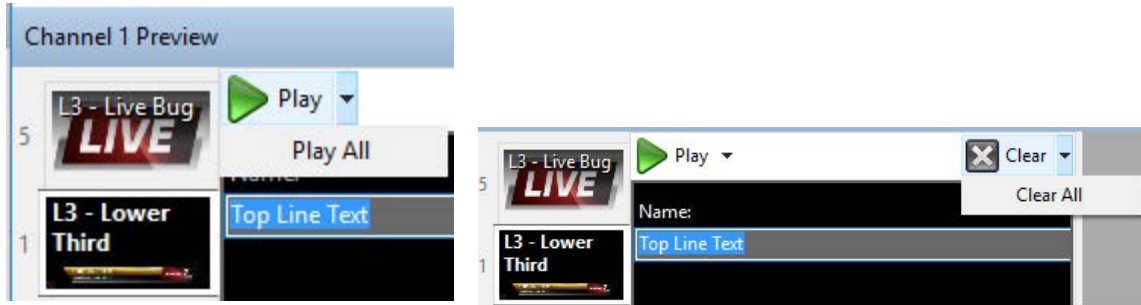 Channel 1 Preview
L3 - Live Bug
LIVE
5
Play
Play All
Name:
L3 - Lower
Third
1
Top Line Text
L3 - Live Bug
LIVE
5
Play
Clear
Clear All
Name:
L3 - Lower
Third
1
Top Line Text